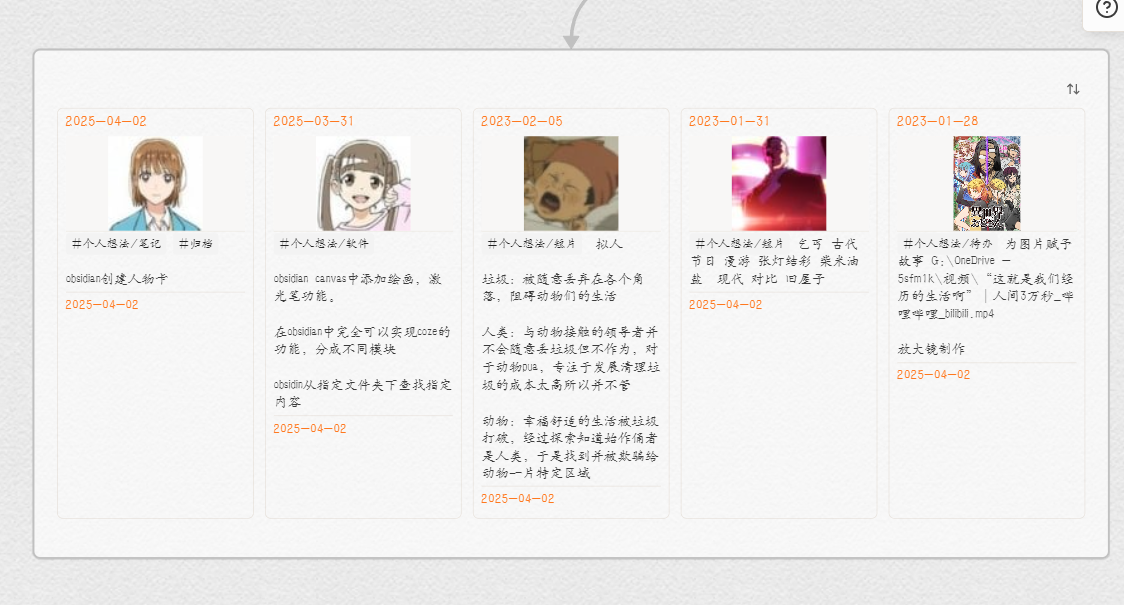 2025-04-02
#个人想法/笔记 #归档
obsidian创建人物卡
2025-04-02
2025-03-31
#个人想法/软件
obsidian canvas中添加绘画，激
光笔功能。
在obsidian中完全可以实现coze的
功能，分成不同模块
obsidin从指定文件夹下查找指定
内容
2025-04-02
2023-02-05
#个人想法/短片 拟人
垃圾：被随意丢弃在各个角
落，阻碍动物们的生活
人类：与动物接触的领导者并
不会随意丢垃圾但不作为，对
于动物pua，专注于发展清理垃
圾的成本太高所以并不管
动物：幸福舒适的生活被垃圾
打破，经过探索知道始作俑者
是人类，于是找到并被欺骗给
动物一片特定区域
2025-04-02
2023-01-31
#个人想法/短片 乞丐 古代
节日 漫游 张灯结彩 柴米油
盐 现代 对比 旧屋子
2025-04-02
2023-01-28
#个人想法/待办 为图片赋予
故事 G:\OneDrive -
5sfm1k\视频\“这就是我们经
历的生活啊”｜人间3万秒_哔
哩哔哩_bilibili.mp4
放大镜制作
2025-04-02